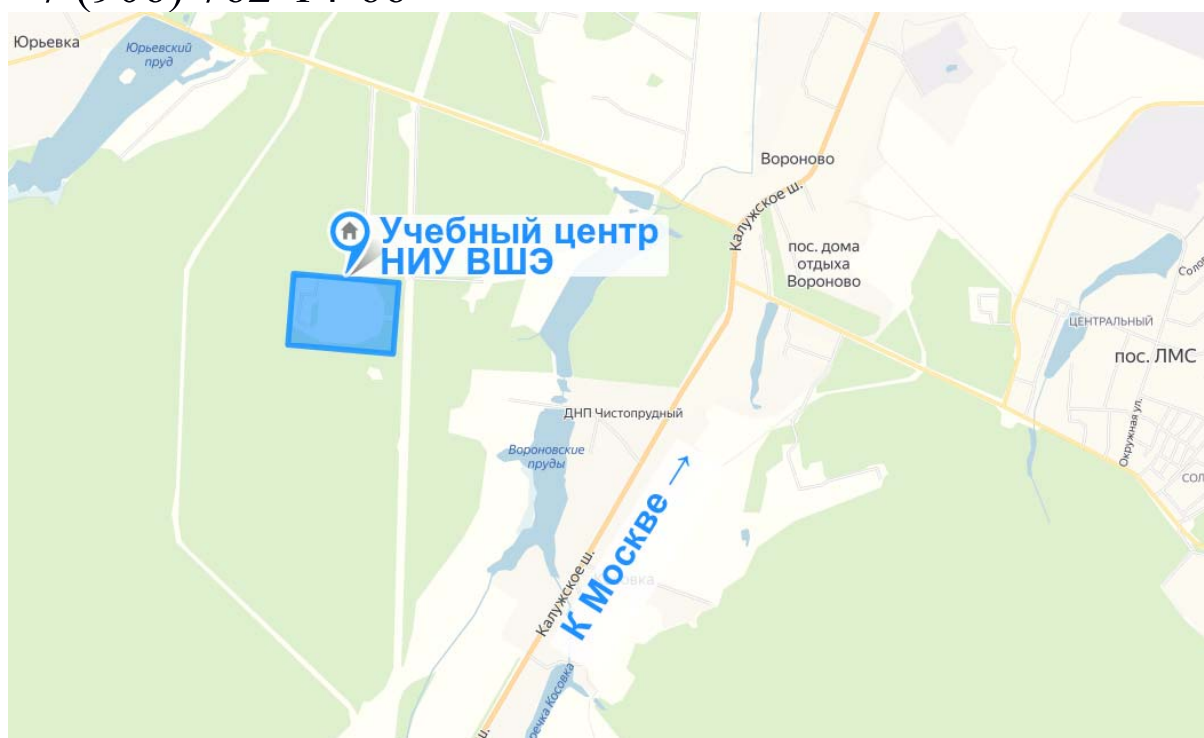 Юрьевка
Юрьевский
пруд
Вороново
Калужское ш.
Учебный центр
НИУ ВШЭ
пос. дома
отдыха
Вороново
ЦЕНТРАЛЬНЫЙ
пос. ЛМС
ДНП Чистопрудный
Окружная ул.
Вороновские
пруды
К Москве →
Калужское ш.
речка Косовка
ш.